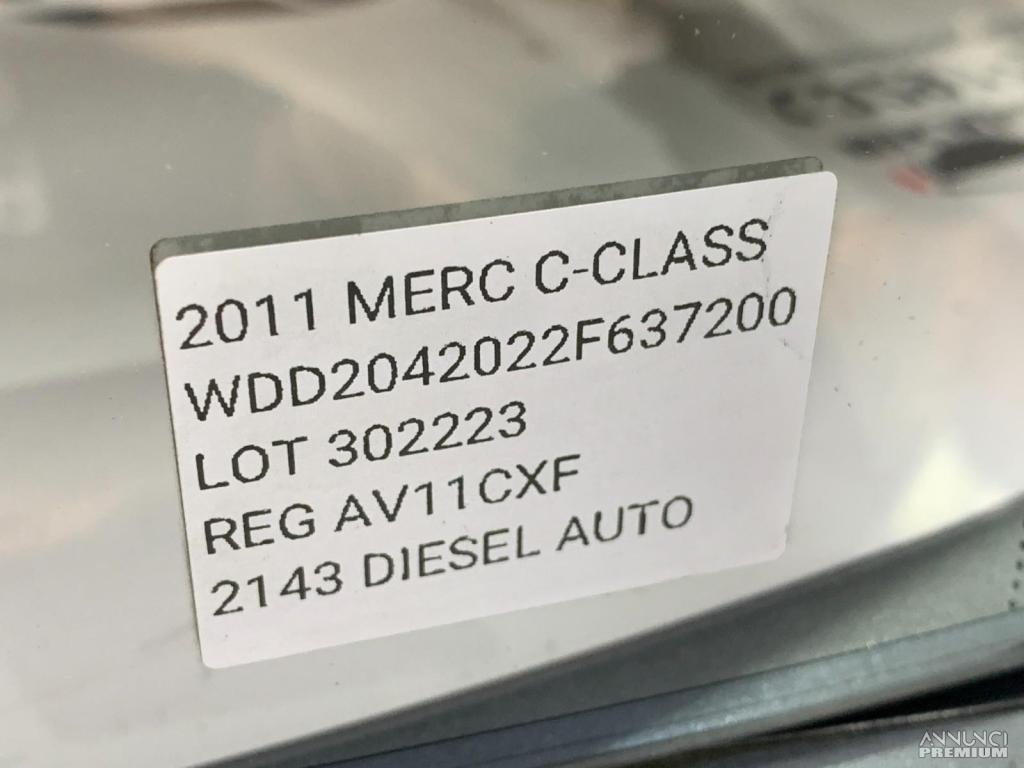 2011 MERC C-CLASS
WDD2042022F637200
LOT 302223
REG AV11CXF
2143 DIESEL AUTO
ANNUNCI
PREMIUM